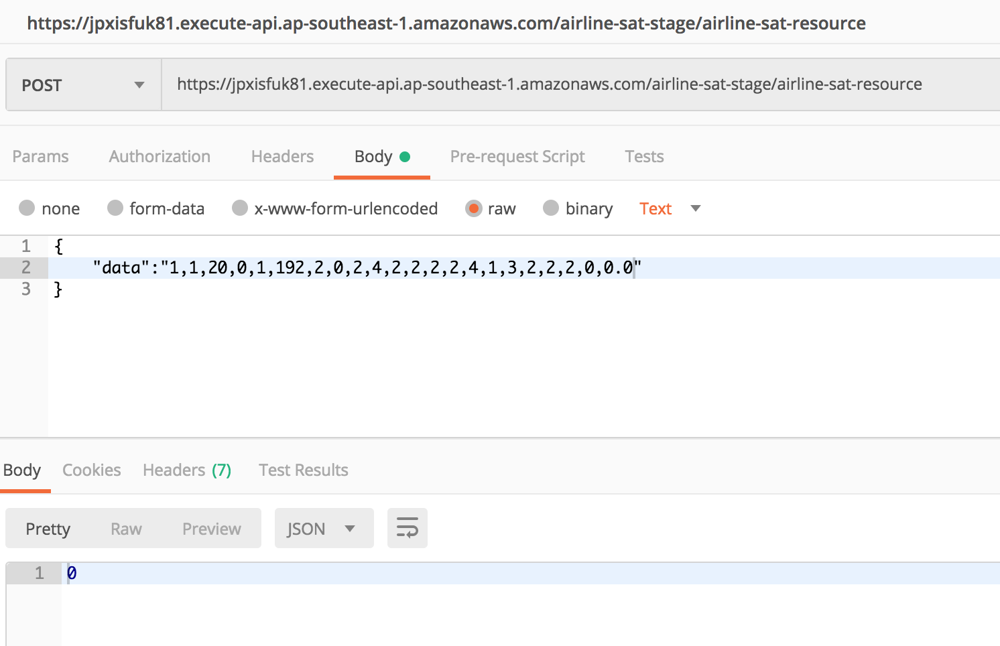 https://jpxisfuk81.execute-api.ap-southeast-1.amazonaws.com/airline-sat-stage/airline-sat-resource
POST https://jpxisfuk81.execute-api.ap-southeast-1.amazonaws.com/airline-sat-stage/airline-sat-resource
Params Authorization Headers Body Pre-request Script Tests
none form-data x-www-form-urlencoded raw binary Text
1 {
2 "data":"1,1,20,0,1,192,2,0,2,4,2,2,2,2,4,1,3,2,2,2,0,0.0"
3 }
Body Cookies Headers (7) Test Results
Pretty Raw Preview JSON
1 0